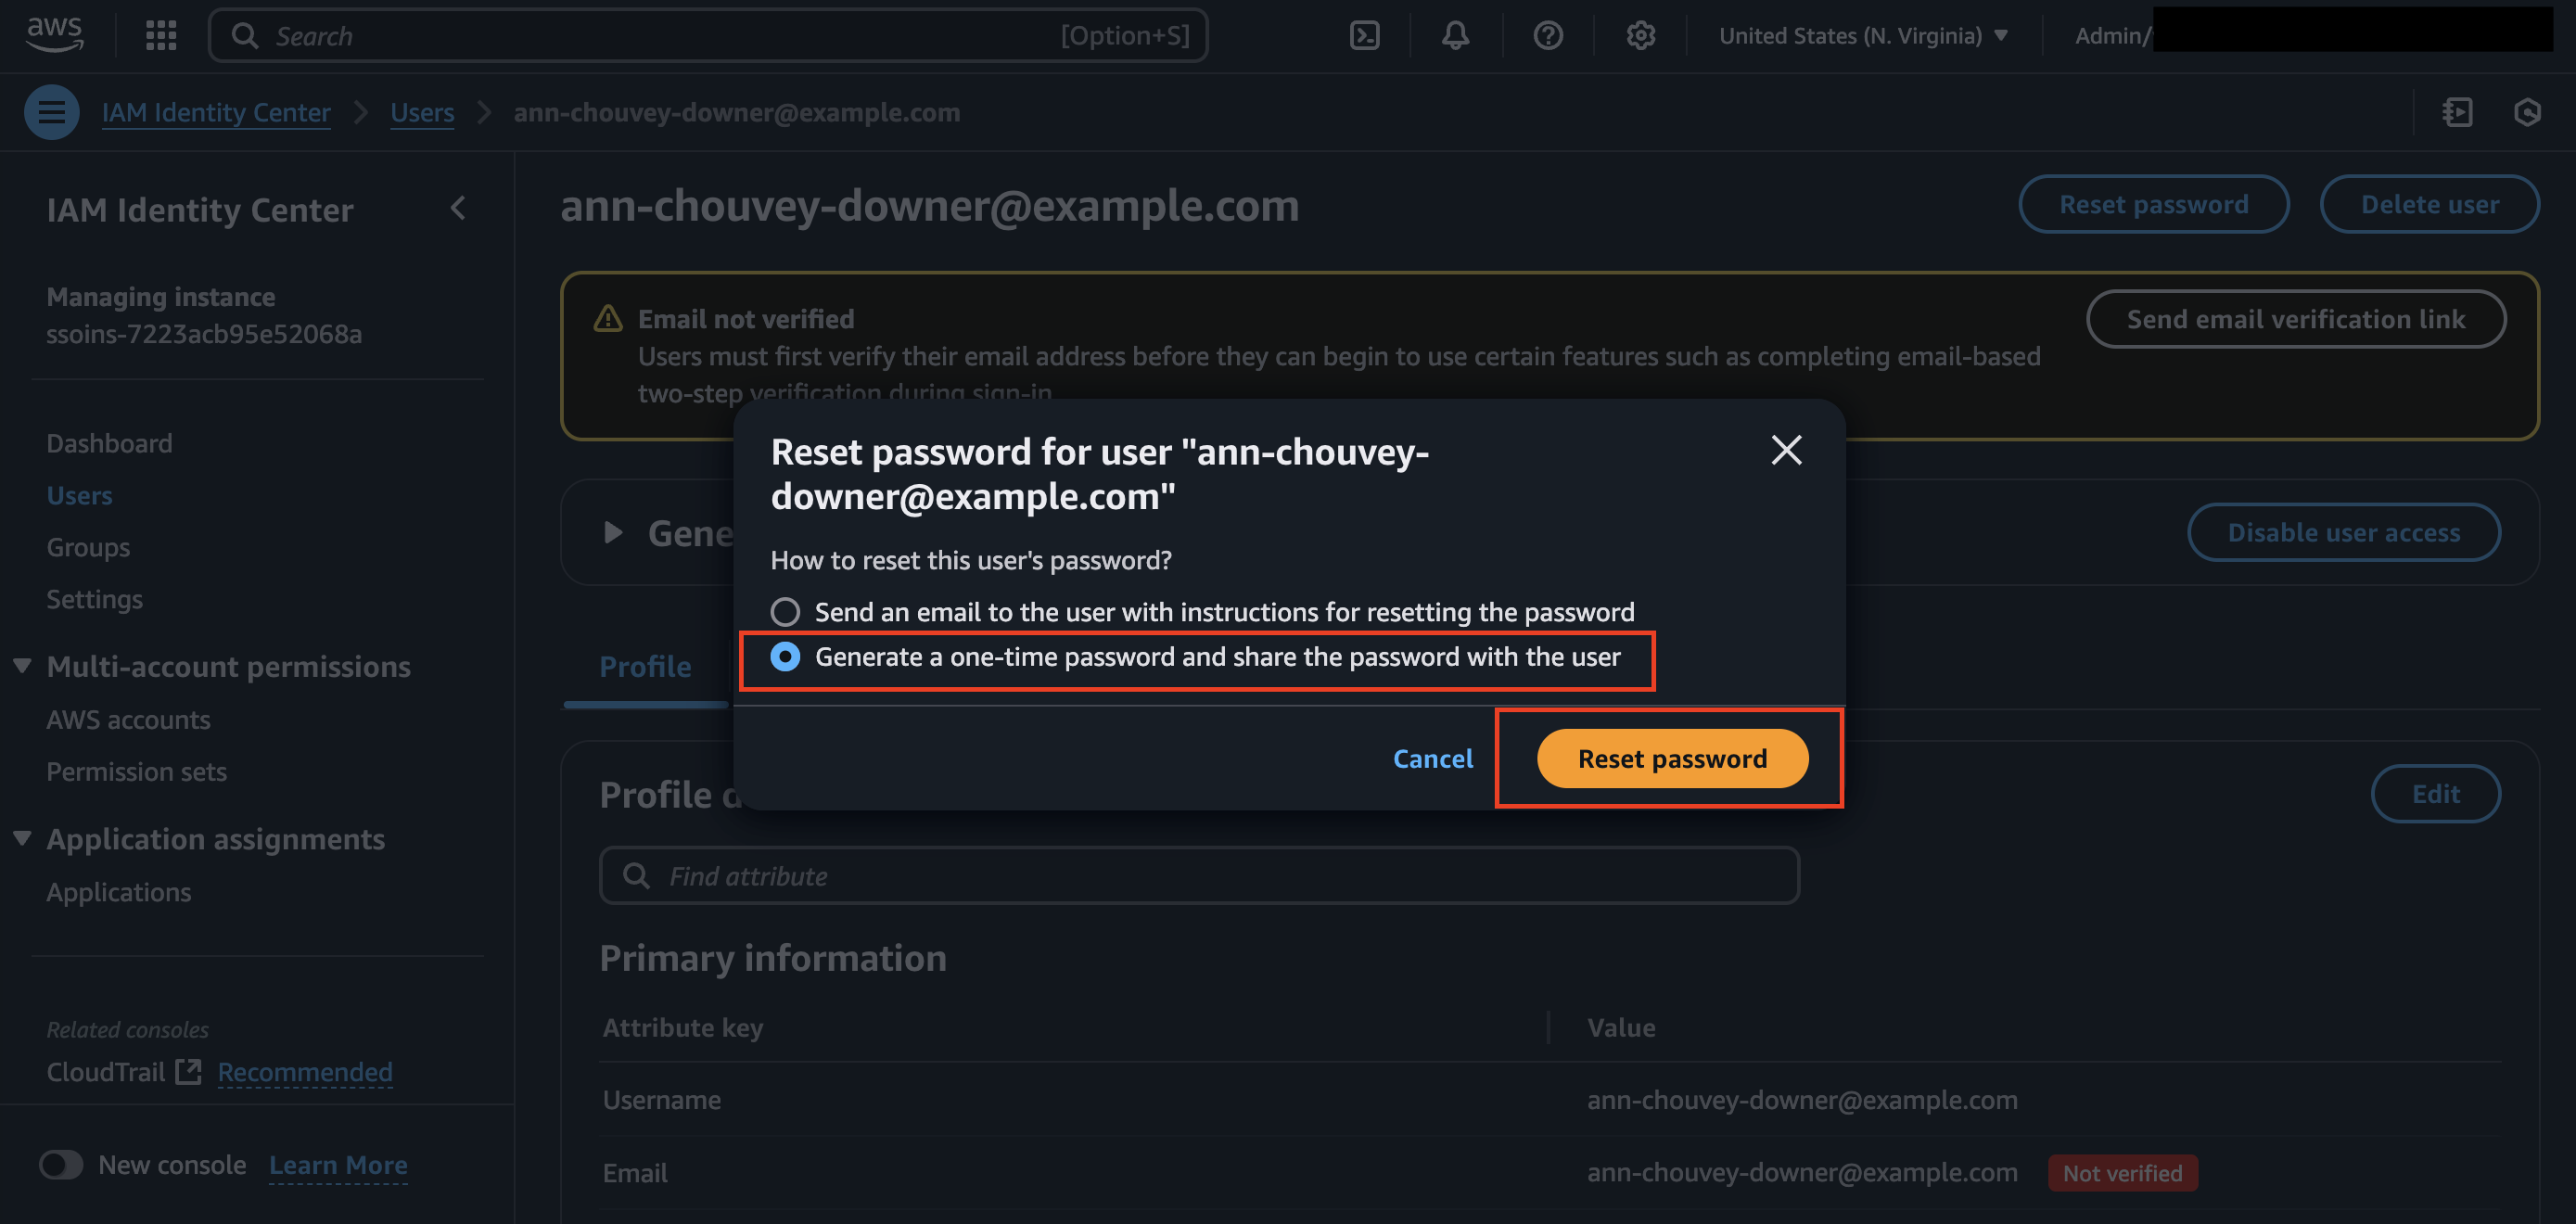 aws
Search [Option+S]
United States (N. Virginia)
Admin/
IAM Identity Center
Users
ann-chouvey-downer@example.com
IAM Identity Center
Managing instance
ssoins-7223acb95e52068a
Dashboard
Users
Groups
Settings
Multi-account permissions
AWS accounts
Permission sets
Application assignments
Applications
Related consoles
CloudTrail Recommended
New console Learn More
ann-chouvey-downer@example.com
Reset password
Delete user
Email not verified
Users must first verify their email address before they can begin to use certain features such as completing email-based
two-step verification during sign-in
Send email verification link
Gene
Disable user access
Reset password for user "ann-chouvey-
downer@example.com"
How to reset this user's password?
Send an email to the user with instructions for resetting the password
Generate a one-time password and share the password with the user
Cancel
Reset password
Profile
Profile d
Edit
Find attribute
Primary information
Attribute key Value
Username ann-chouvey-downer@example.com
Email ann-chouvey-downer@example.com Not verified